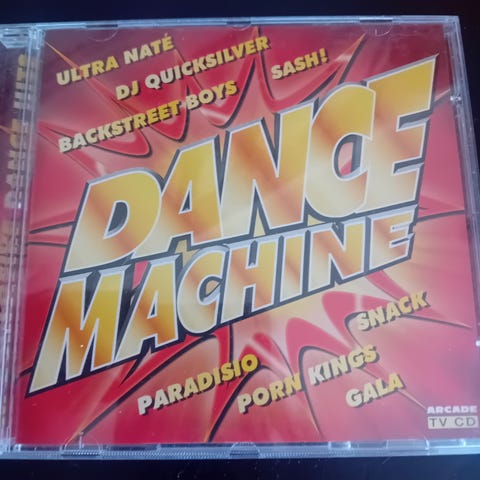 ULTRA NATÉ
DJ QUICKSILVER
SASH!
BACKSTREET BOYS
DANCE
MACHINE
SNACK
PARADISIO
PORN KINGS
GALA
ARCADE
TV CD